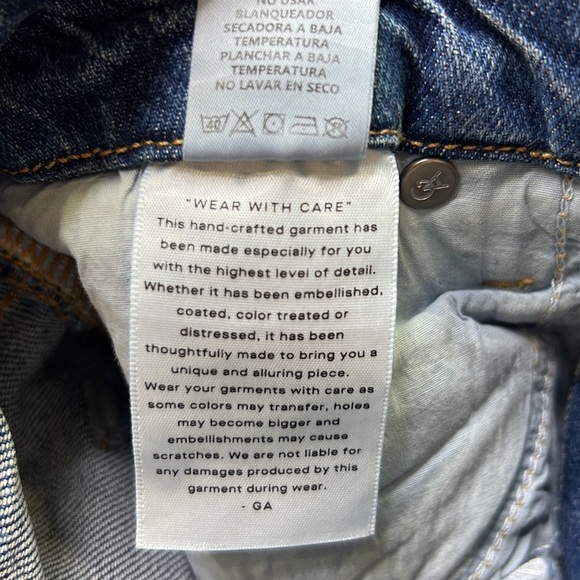 NO USAR
BLANQUEADOR
SECADORA A BAJA
TEMPERATURA
PLANCHAR A BAJA
TEMPERATURA
NO LAVAR EN SECO
40
"WEAR WITH CARE"
This hand-crafted garment has
been made especially for you
with the highest level of detail.
Whether it has been embellished,
coated, color treated or
distressed, it has been
thoughtfully made to bring you a
unique and alluring piece.
Wear your garments with care as
some colors may transfer, holes
may become bigger and
embellishments may cause
scratches. We are not liable for
any damages produced by this
garment during wear.
- GA